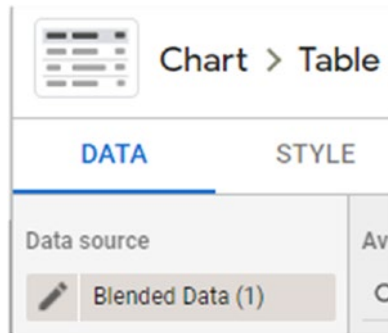 Chart > Table
DATA STYLE
Data source
Blended Data (1)